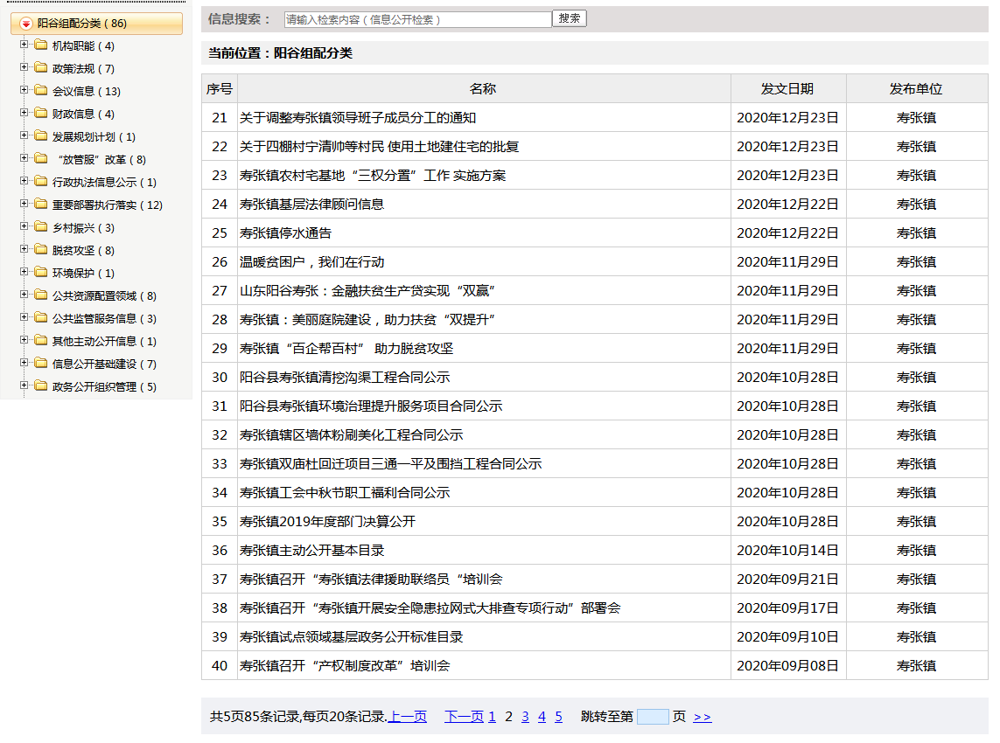 阳谷组配分类 ( 86)
机构职能 ( 4)
政策法规 ( 7)
会议信息 ( 13)
财政信息 ( 4)
发展规划计划 ( 1)
“放管服”改革 ( 8)
行政执法信息公示 ( 1)
重要部署执行落实 ( 12)
乡村振兴 ( 3)
脱贫攻坚 ( 8)
环境保护 ( 1)
公共资源配置领域 ( 8)
公共监管服务信息 ( 3)
其他主动公开信息 ( 1)
信息公开基础建设 ( 7)
政务公开组织管理 ( 5)
信息搜索： 请输入检索内容（信息公开检索） 搜索
当前位置：阳谷组配分类
序号 名称 发文日期 发布单位
21 关于调整寿张镇领导班子成员分工的通知 2020年12月23日 寿张镇
22 关于四棚村宁清帅等村民 使用土地建住宅的批复 2020年12月23日 寿张镇
23 寿张镇农村宅基地“三权分置”工作 实施方案 2020年12月23日 寿张镇
24 寿张镇基层法律顾问信息 2020年12月22日 寿张镇
25 寿张镇停水通告 2020年12月22日 寿张镇
26 温暖贫困户，我们在行动 2020年11月29日 寿张镇
27 山东阳谷寿张：金融扶贫生产贷实现“双赢” 2020年11月29日 寿张镇
28 寿张镇：美丽庭院建设，助力扶贫“双提升” 2020年11月29日 寿张镇
29 寿张镇“百企帮百村” 助力脱贫攻坚 2020年11月29日 寿张镇
30 阳谷县寿张镇清挖沟渠工程合同公示 2020年10月28日 寿张镇
31 阳谷县寿张镇环境治理提升服务项目合同公示 2020年10月28日 寿张镇
32 寿张镇辖区墙体粉刷美化工程合同公示 2020年10月28日 寿张镇
33 寿张镇双庙杜回迁项目三通一平及围挡工程合同公示 2020年10月28日 寿张镇
34 寿张镇工会中秋节职工福利合同公示 2020年10月28日 寿张镇
35 寿张镇2019年度部门决算公开 2020年10月28日 寿张镇
36 寿张镇主动公开基本目录 2020年10月14日 寿张镇
37 寿张镇召开“寿张镇法律援助联络员“培训会 2020年09月21日 寿张镇
38 寿张镇召开“寿张镇开展安全隐患拉网式大排查专项行动”部署会 2020年09月17日 寿张镇
39 寿张镇试点领域基层政务公开标准目录 2020年09月10日 寿张镇
40 寿张镇召开“产权制度改革”培训会 2020年09月08日 寿张镇
共5页85条记录,每页20条记录.上一页 下一页 1 2 3 4 5 跳转至第 页 >>